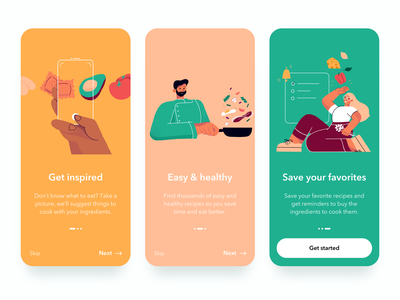 Get inspired
Don't know what to eat? Take a
picture, we'll suggest things to
cook with your ingredients.
Skip
Next →
Easy & healthy
Find thousands of easy and
healthy recipes so you save
time and eat better.
Skip
Next →
Save your favorites
Save your favorite recipes and
get reminders to buy the
ingredients to cook them.
Get started